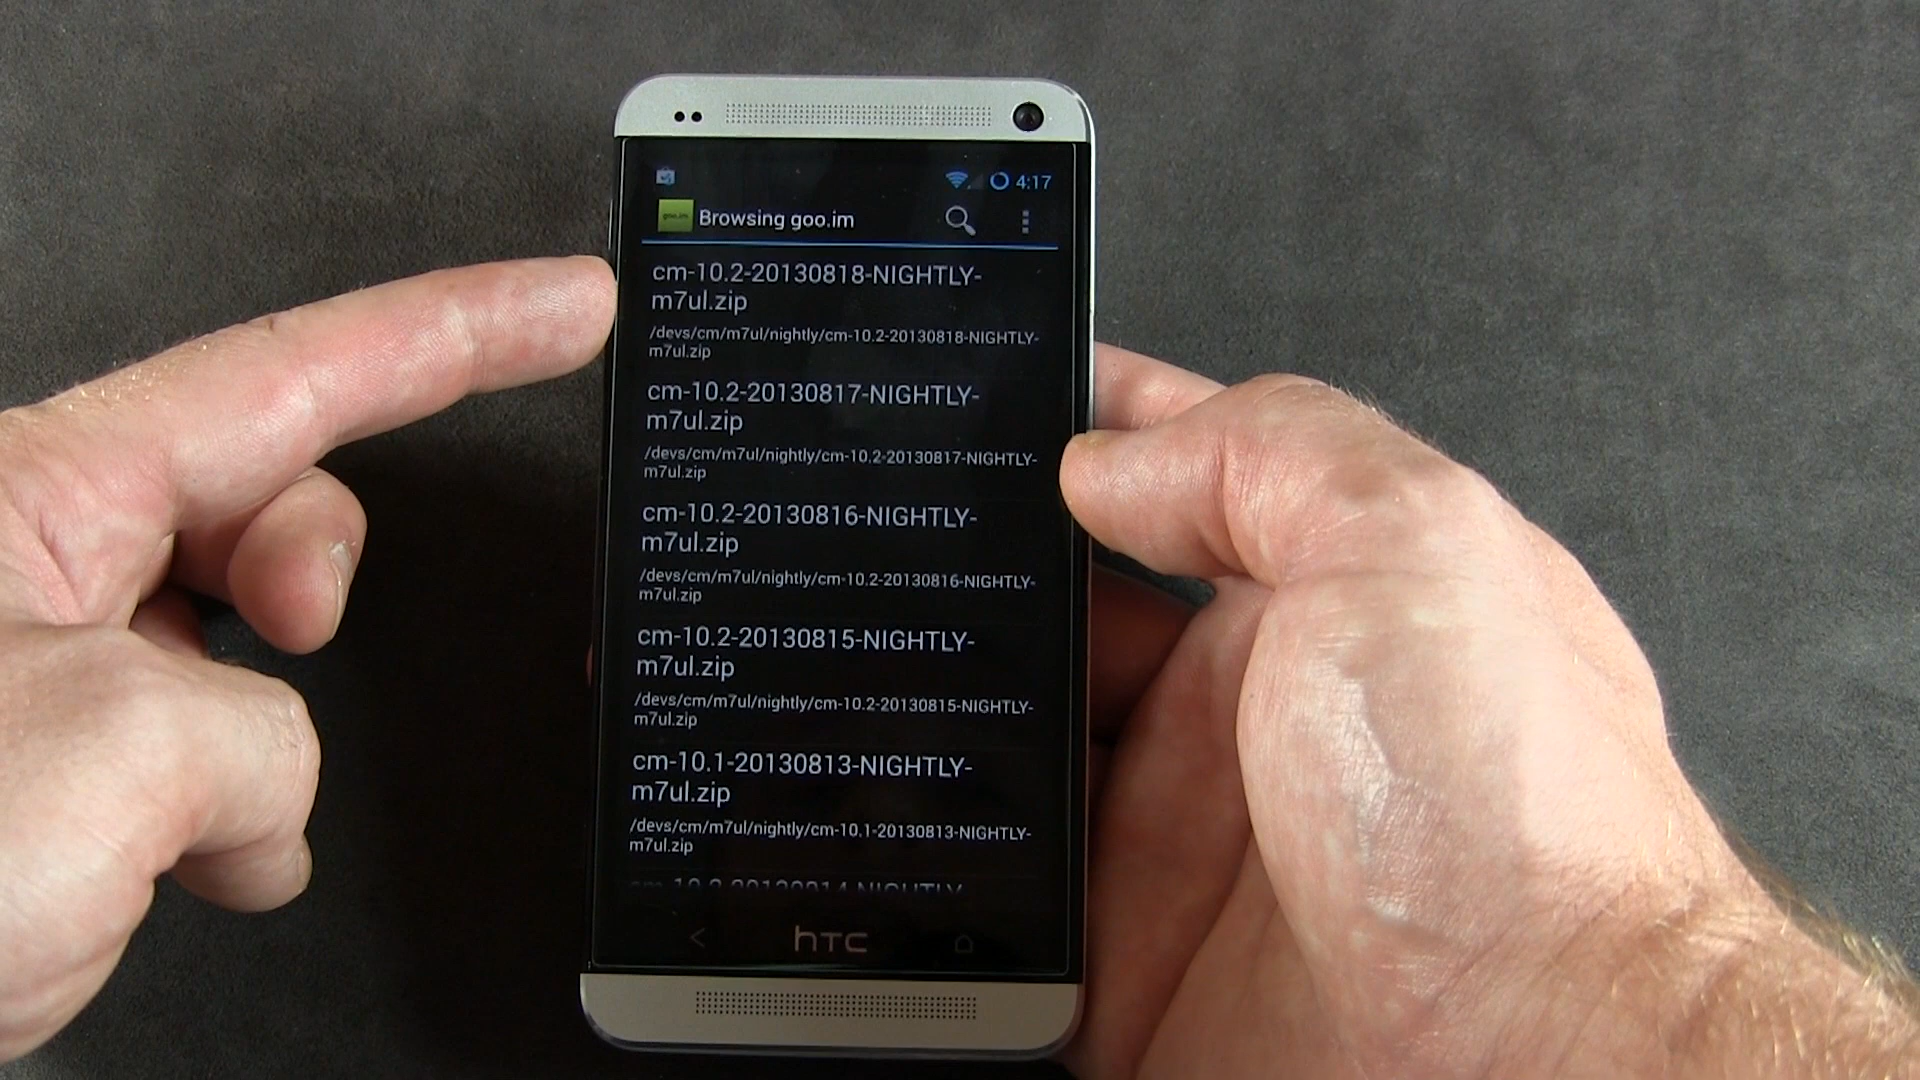 4:17
goo.im Browsing goo.im
cm-10.2-20130818-NIGHTLY-
m7ul.zip
/devs/cm/m7ul/nightly/cm-10.2-20130818-NIGHTLY-
m7ul.zip
cm-10.2-20130817-NIGHTLY-
m7ul.zip
/devs/cm/m7ul/nightly/cm-10.2-20130817-NIGHTLY-
m7ul.zip
cm-10.2-20130816-NIGHTLY-
m7ul.zip
/devs/cm/m7ul/nightly/cm-10.2-20130816-NIGHTLY-
m7ul.zip
cm-10.2-20130815-NIGHTLY-
m7ul.zip
/devs/cm/m7ul/nightly/cm-10.2-20130815-NIGHTLY-
m7ul.zip
cm-10.1-20130813-NIGHTLY-
m7ul.zip
/devs/cm/m7ul/nightly/cm-10.1-20130813-NIGHTLY-
m7ul.zip
hTC